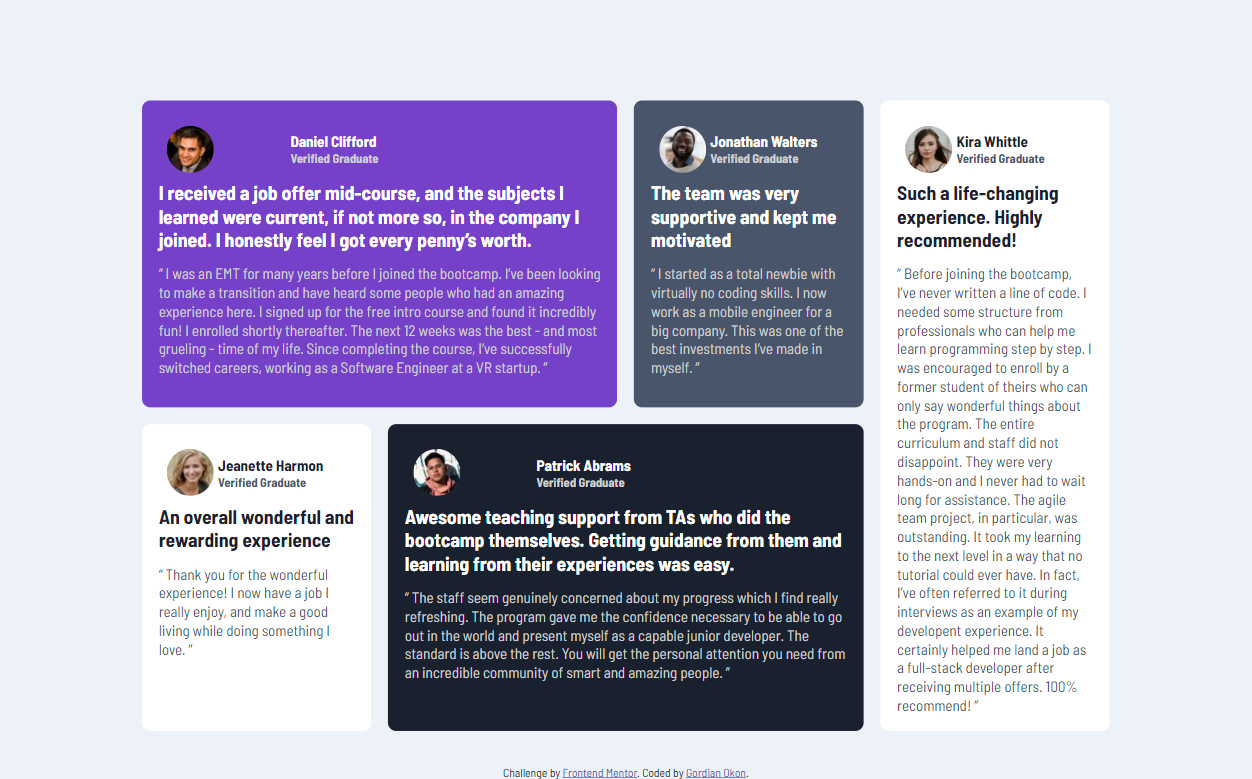 Daniel Clifford
Verified Graduate
I received a job offer mid-course, and the subjects I
learned were current, if not more so, in the company I
joined. I honestly feel I got every penny’s worth.
“ I was an EMT for many years before I joined the bootcamp. I’ve been looking
to make a transition and have heard some people who had an amazing
experience here. I signed up for the free intro course and found it incredibly
fun! I enrolled shortly thereafter. The next 12 weeks was the best - and most
grueling - time of my life. Since completing the course, I’ve successfully
switched careers, working as a Software Engineer at a VR startup. ”
Jonathan Walters
Verified Graduate
The team was very
supportive and kept me
motivated
“ I started as a total newbie with
virtually no coding skills. I now
work as a mobile engineer for a
big company. This was one of the
best investments I’ve made in
myself. ”
Kira Whittle
Verified Graduate
Such a life-changing
experience. Highly
recommended!
“ Before joining the bootcamp,
I’ve never written a line of code. I
needed some structure from
professionals who can help me
learn programming step by step. I
was encouraged to enroll by a
former student of theirs who can
only say wonderful things about
the program. The entire
curriculum and staff did not
disappoint. They were very
hands-on and I never had to wait
long for assistance. The agile
team project, in particular, was
outstanding. It took my learning
to the next level in a way that no
tutorial could ever have. In fact,
I’ve often referred to it during
interviews as an example of my
developent experience. It
certainly helped me land a job as
a full-stack developer after
receiving multiple offers. 100%
recommend! ”
Jeanette Harmon
Verified Graduate
An overall wonderful and
rewarding experience
“ Thank you for the wonderful
experience! I now have a job I
really enjoy, and make a good
living while doing something I
love. ”
Patrick Abrams
Verified Graduate
Awesome teaching support from TAs who did the
bootcamp themselves. Getting guidance from them and
learning from their experiences was easy.
“ The staff seem genuinely concerned about my progress which I find really
refreshing. The program gave me the confidence necessary to be able to go
out in the world and present myself as a capable junior developer. The
standard is above the rest. You will get the personal attention you need from
an incredible community of smart and amazing people. ”
Challenge by Frontend Mentor. Coded by Gordian Okon.